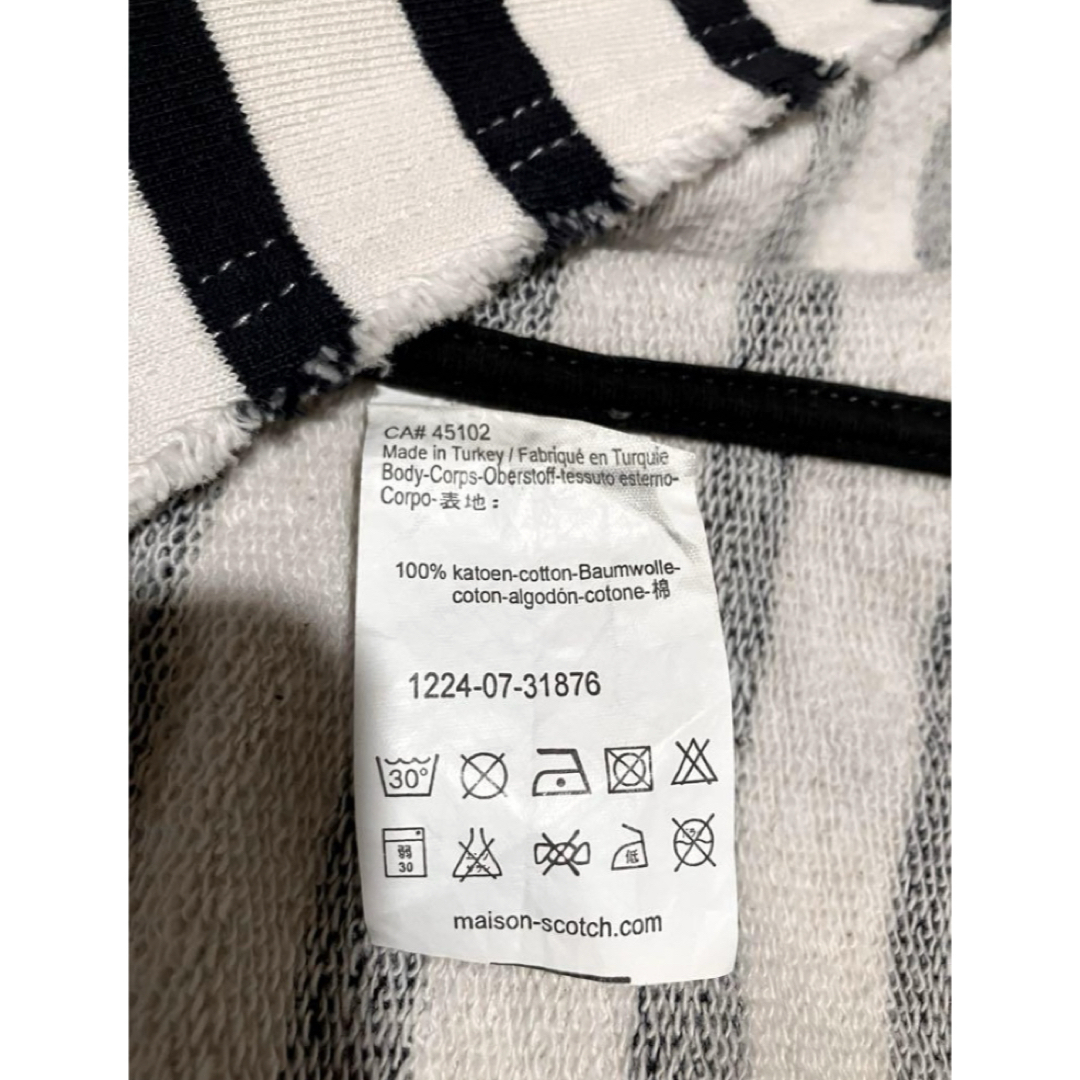 CA# 45102
Made in Turkey / Fabriqué en Turquie
Body-Corps-Oberstoff-tessuto esterno-
Corpo-表地：
100% katoen-cotton-Baumwolle-
coton-algodón-cotone-棉
1224-07-31876
30°
弱 低
30
maison-scotch.com